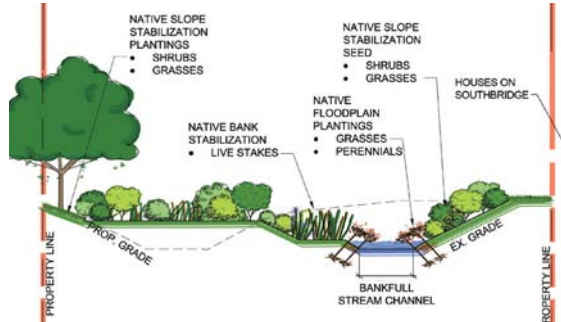 NATIVE SLOPE
STABILIZATION
PLANTINGS
• SHRUBS
• GRASSES
NATIVE SLOPE
STABILIZATION
SEED
• SHRUBS
• GRASSES
HOUSES ON
SOUTHBRIDGE
NATIVE
FLOODPLAIN
PLANTINGS
• GRASSES
• PERENNIALS
NATIVE BANK
STABILIZATION
• LIVE STAKES
PROP. GRADE
EX. GRADE
BANKFULL
STREAM CHANNEL
PROPERTY LINE
ROPERTY LINE